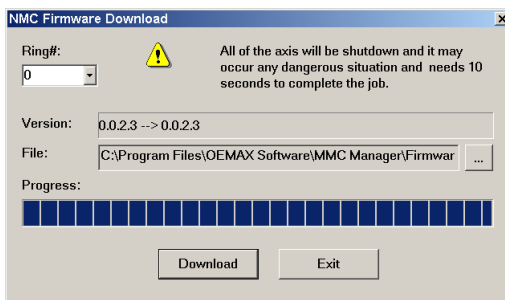 NMC Firmware Download
Ring#:
0
All of the axis will be shutdown and it may
occur any dangerous situation and needs 10
seconds to complete the job.
Version:
0.0.2.3 --> 0.0.2.3
File:
C:\Program Files\OEMAX Software\MMC Manager\Firmwar
...
Progress:
Download
Exit